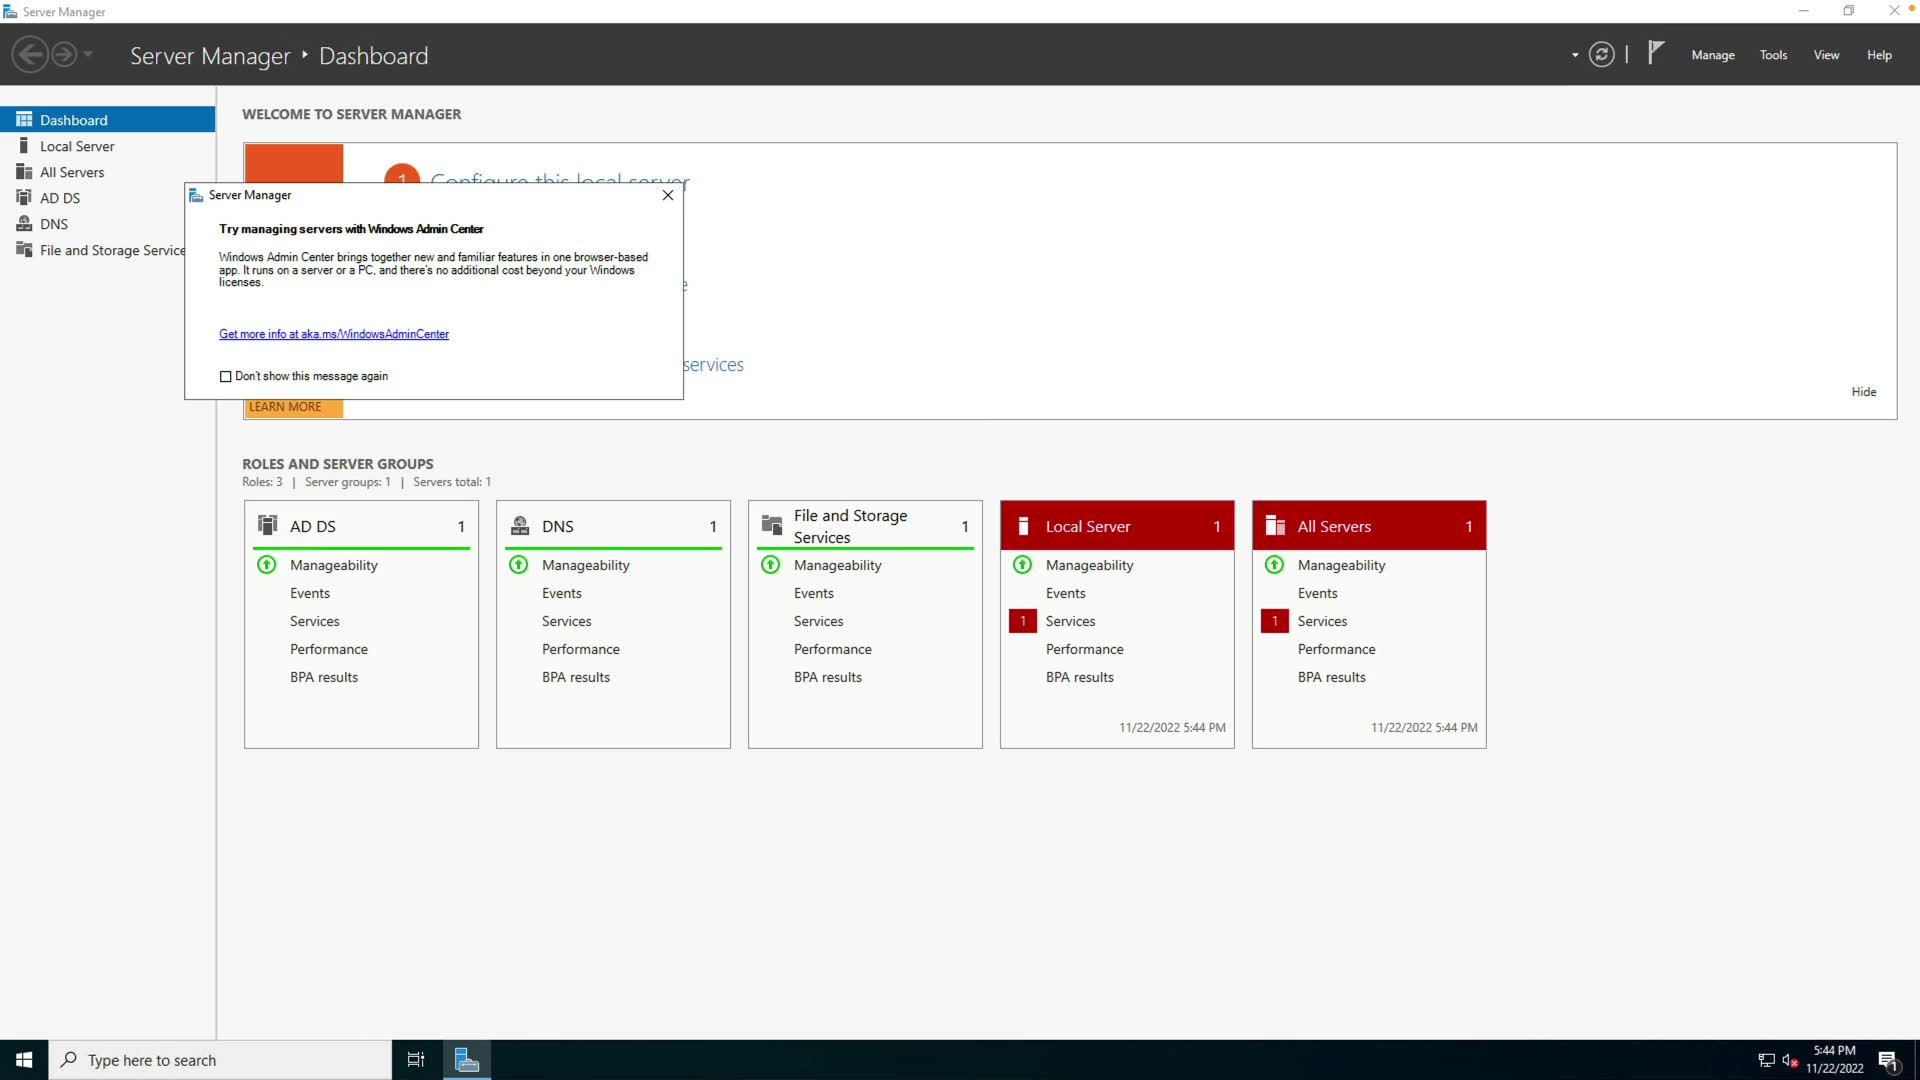 Server Manager
Server Manager ‣ Dashboard
Manage
Tools
View
Help
Dashboard
Local Server
All Servers
AD DS
DNS
File and Storage Service
WELCOME TO SERVER MANAGER
1 Configure this local server
Server Manager
Try managing servers with Windows Admin Center
Windows Admin Center brings together new and familiar features in one browser-based
app. It runs on a server or a PC, and there's no additional cost beyond your Windows
licenses.
Get more info at aka.ms/WindowsAdminCenter
Don't show this message again
services
LEARN MORE
Hide
ROLES AND SERVER GROUPS
Roles: 3 | Server groups: 1 | Servers total: 1
AD DS 1
Manageability
Events
Services
Performance
BPA results
DNS 1
Manageability
Events
Services
Performance
BPA results
File and Storage
Services 1
Manageability
Events
Services
Performance
BPA results
Local Server 1
Manageability
Events
1 Services
Performance
BPA results
11/22/2022 5:44 PM
All Servers 1
Manageability
Events
1 Services
Performance
BPA results
11/22/2022 5:44 PM
Type here to search
5:44 PM
11/22/2022
1